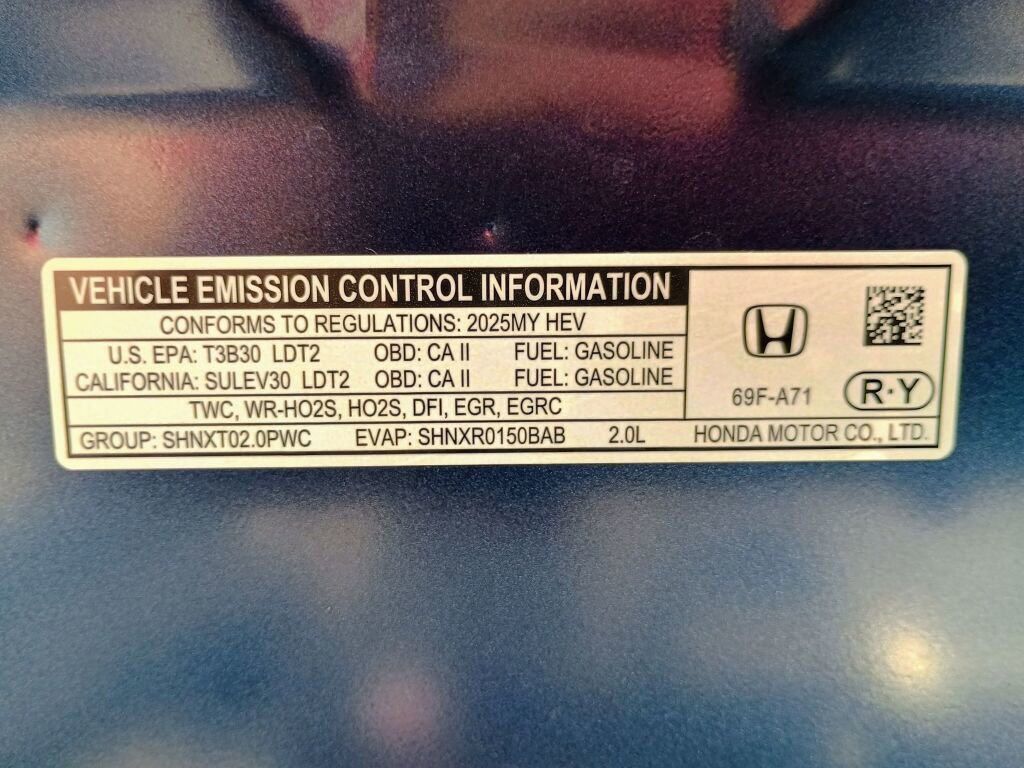 VEHICLE EMISSION CONTROL INFORMATION
CONFORMS TO REGULATIONS: 2025MY HEV
U.S. EPA: T3B30 LDT2 OBD: CA II FUEL: GASOLINE
CALIFORNIA: SULEV30 LDT2 OBD: CA II FUEL: GASOLINE
TWC, WR-HO2S, HO2S, DFI, EGR, EGRC
GROUP: SHNXT02.0PWC EVAP: SHNXR0150BAB 2.0L
69F-A71 R·Y
HONDA MOTOR CO., LTD.